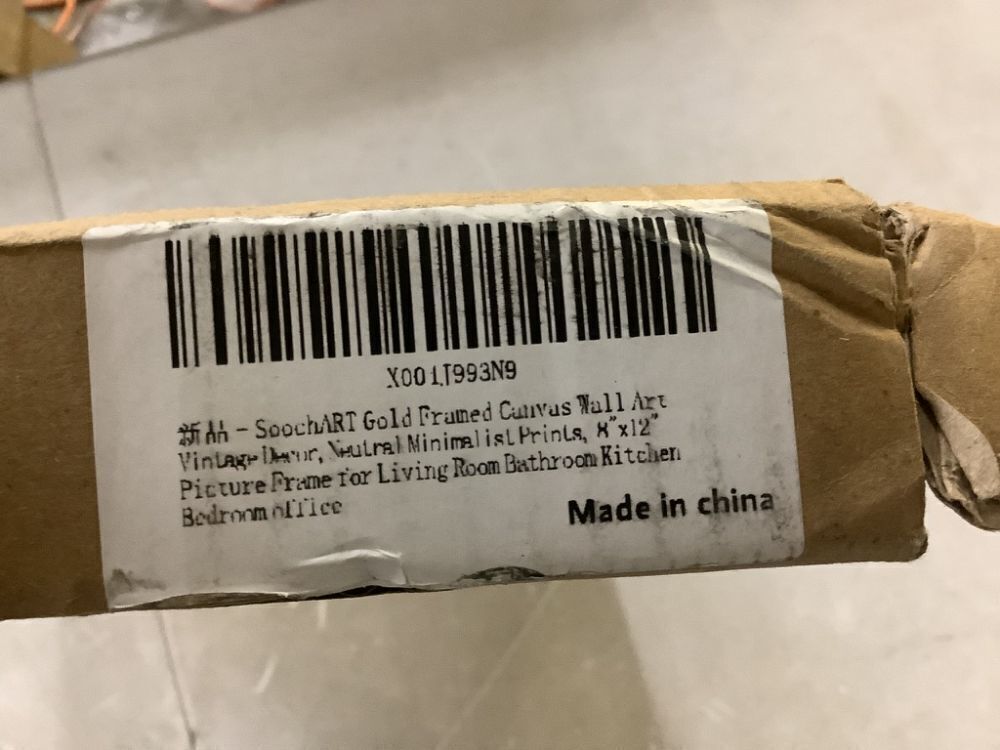 新品 - SoochART Gold Framed Canvas Wall Art
Vintage Decor, Neutral Minimalist Prints, 8"x12"
Picture Frame for Living Room Bathroom Kitchen
Bedroom office
Made in china